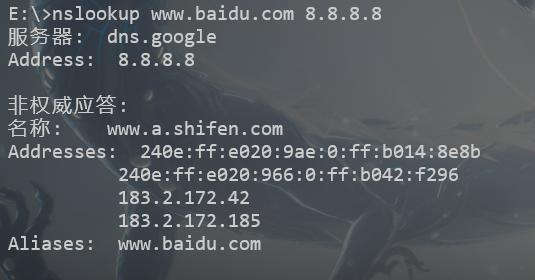 E:\>nslookup www.baidu.com 8.8.8.8
服务器:  dns.google
Address:  8.8.8.8
非权威应答:
名称:    www.a.shifen.com
Addresses:  240e:ff:e020:9ae:0:ff:b014:8e8b
240e:ff:e020:966:0:ff:b042:f296
183.2.172.42
183.2.172.185
Aliases:  www.baidu.com